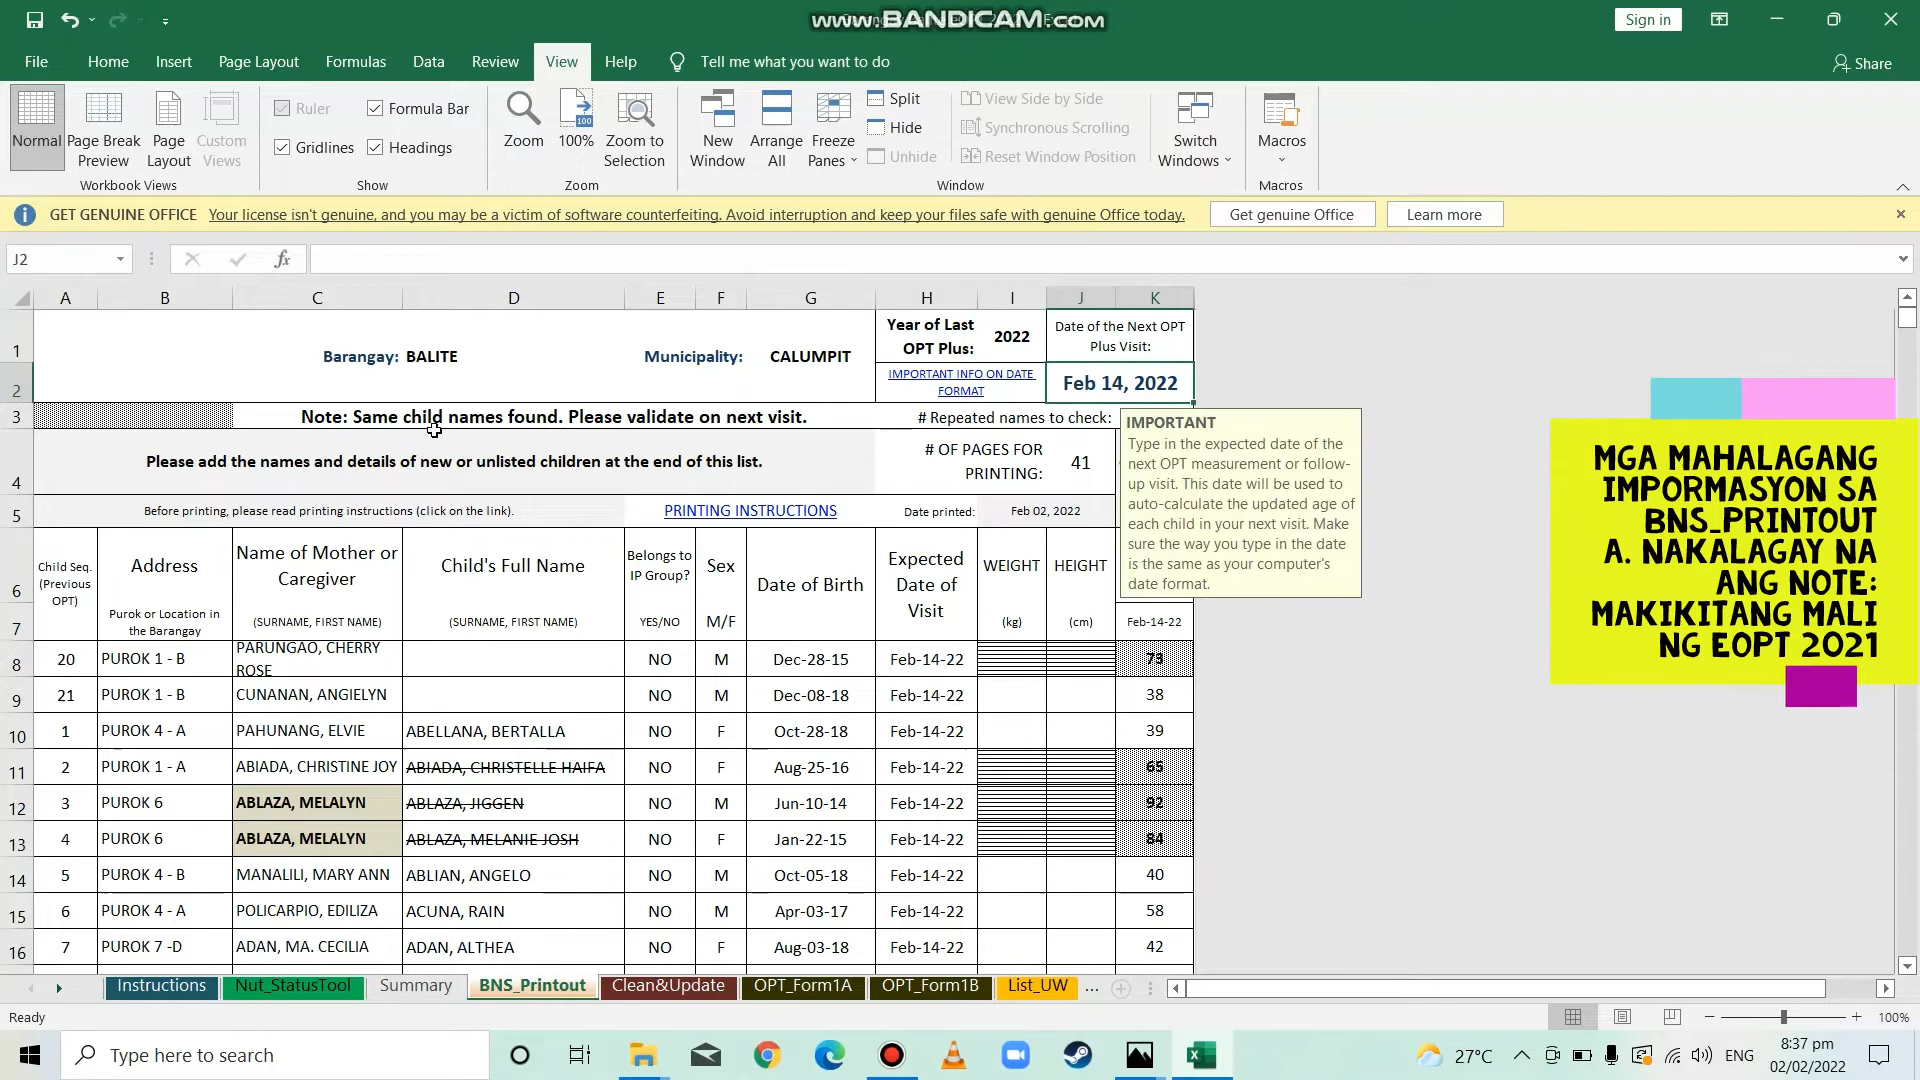 www.BANDICAM.com
Sign in
File Home Insert Page Layout Formulas Data Review View Help Tell me what you want to do Share
Normal
Page Break Preview
Page Layout
Custom Views
Workbook Views
Ruler
Formula Bar
Gridlines
Headings
Show
Zoom
100
100%
Zoom to Selection
Zoom
New Window
Arrange All
Freeze Panes
Split
Hide
Unhide
View Side by Side
Synchronous Scrolling
Reset Window Position
Window
Switch Windows
Macros
Macros
GET GENUINE OFFICE Your license isn't genuine, and you may be a victim of software counterfeiting. Avoid interruption and keep your files safe with genuine Office today. Get genuine Office Learn more
J2 fx
A B C D E F G H I J K
1
Barangay: BALITE
Municipality: CALUMPIT
Year of Last
OPT Plus:
2022
Date of the Next OPT
Plus Visit:
2
IMPORTANT INFO ON DATE
FORMAT
Feb 14, 2022
3 Note: Same child names found. Please validate on next visit. # Repeated names to check:
4 Please add the names and details of new or unlisted children at the end of this list.
# OF PAGES FOR
PRINTING:
41
5 Before printing, please read printing instructions (click on the link). PRINTING INSTRUCTIONS Date printed: Feb 02, 2022
IMPORTANT
Type in the expected date of the
next OPT measurement or follow-
up visit. This date will be used to
auto-calculate the updated age of
each child in your next visit. Make
sure the way you type in the date
is the same as your computer's
date format.
6
Child Seq.
(Previous
OPT)
Address
Purok or Location in
the Barangay
Name of Mother or
Caregiver
(SURNAME, FIRST NAME)
Child's Full Name
(SURNAME, FIRST NAME)
Belongs to
IP Group?
YES/NO
Sex
M/F
Date of Birth
Expected
Date of
Visit
WEIGHT
(kg)
HEIGHT
(cm)
7
Feb-14-22
8 20 PUROK 1 - B PARUNGAO, CHERRY ROSE NO M Dec-28-15 Feb-14-22 73
9 21 PUROK 1 - B CUNANAN, ANGIELYN NO M Dec-08-18 Feb-14-22 38
10 1 PUROK 4 - A PAHUNANG, ELVIE ABELLANA, BERTALLA NO F Oct-28-18 Feb-14-22 39
11 2 PUROK 1 - A ABIADA, CHRISTINE JOY ABIADA, CHRISTELLE HAIFA NO F Aug-25-16 Feb-14-22 65
12 3 PUROK 6 ABLAZA, MELALYN ABLAZA, JIGGEN NO M Jun-10-14 Feb-14-22 92
13 4 PUROK 6 ABLAZA, MELALYN ABLAZA, MELANIE JOSH NO F Jan-22-15 Feb-14-22 84
14 5 PUROK 4 - B MANALILI, MARY ANN ABLIAN, ANGELO NO M Oct-05-18 Feb-14-22 40
15 6 PUROK 4 - A POLICARPIO, EDILIZA ACUNA, RAIN NO M Apr-03-17 Feb-14-22 58
16 7 PUROK 7 -D ADAN, MA. CECILIA ADAN, ALTHEA NO F Aug-03-18 Feb-14-22 42
MGA MAHALAGANG
IMPORMASYON SA
BNS_PRINTOUT
A. NAKALAGAY NA
ANG NOTE:
MAKIKITANG MALI
NG EOPT 2021
Instructions Nut_StatusTool Summary BNS_Printout Clean&Update OPT_Form1A OPT_Form1B List_UW ...
Ready 100%
Type here to search 27°C ENG
8:37 pm
02/02/2022